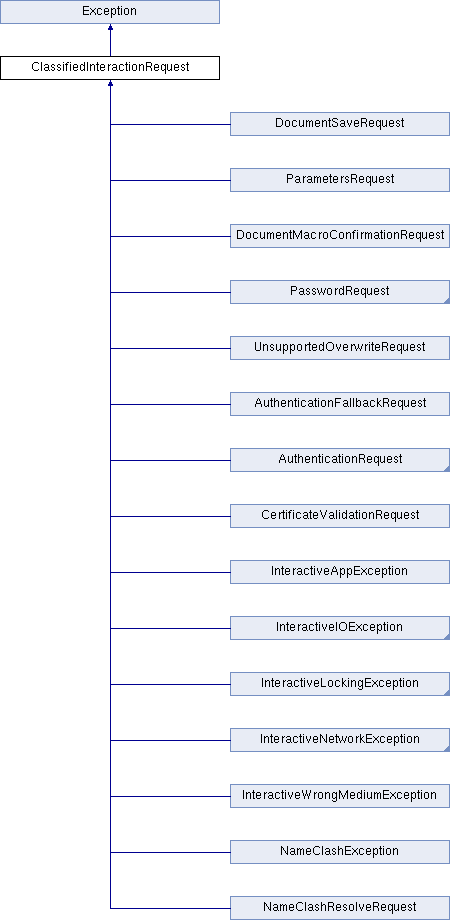 Exception
ClassifiedInteractionRequest
DocumentSaveRequest
ParametersRequest
DocumentMacroConfirmationRequest
PasswordRequest
UnsupportedOverwriteRequest
AuthenticationFallbackRequest
AuthenticationRequest
CertificateValidationRequest
InteractiveAppException
InteractiveIOException
InteractiveLockingException
InteractiveNetworkException
InteractiveWrongMediumException
NameClashException
NameClashResolveRequest